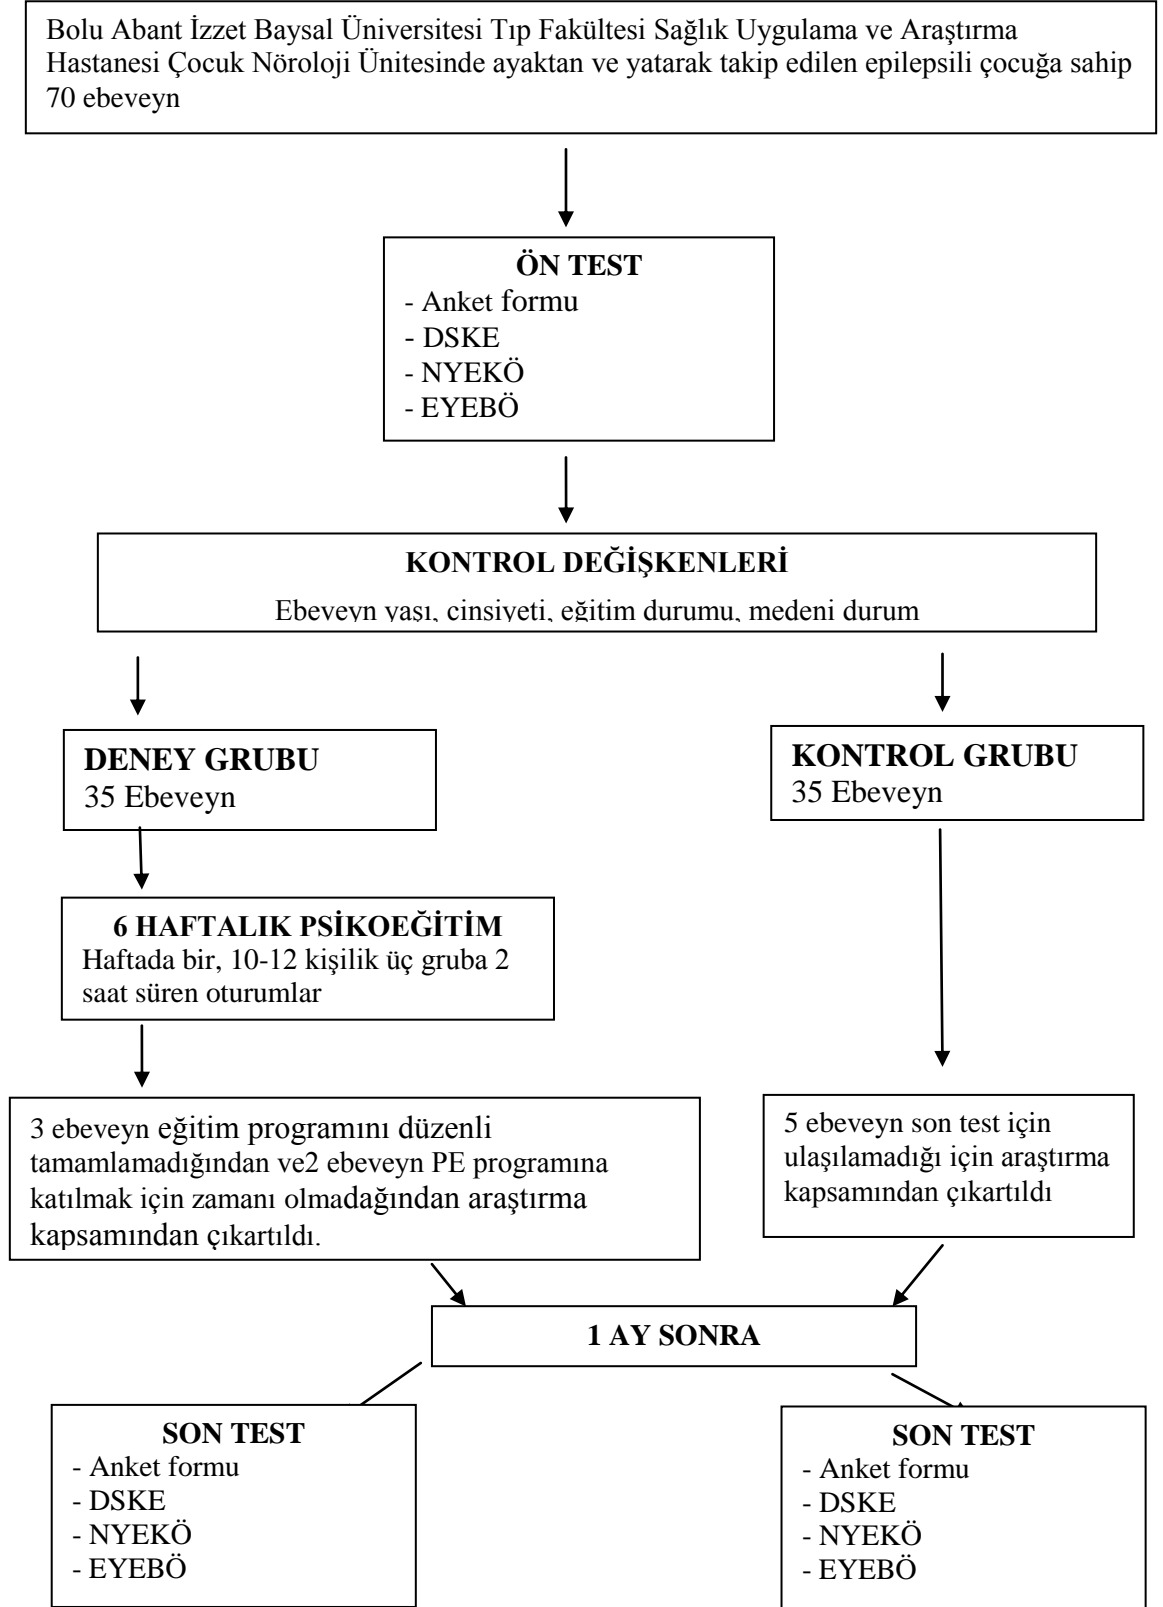 Bolu Abant İzzet Baysal Üniversitesi Tıp Fakültesi Sağlık Uygulama ve Araştırma
Hastanesi Çocuk Nöroloji Ünitesinde ayaktan ve yatarak takip edilen epilepsili çocuğa sahip
70 ebeveyn
ÖN TEST
- Anket formu
- DSKE
- NYEKÖ
- EYEBÖ
KONTROL DEĞİŞKENLERİ
Ebeveyn yaşı, cinsiyeti, eğitim durumu, medeni durum
DENEY GRUBU
35 Ebeveyn
KONTROL GRUBU
35 Ebeveyn
6 HAFTALIK PSİKOEĞİTİM
Haftada bir, 10-12 kişilik üç gruba 2
saat süren oturumlar
3 ebeveyn eğitim programını düzenli
tamamlamadığından ve2 ebeveyn PE programına
katılmak için zamanı olmadağından araştırma
kapsamından çıkartıldı.
5 ebeveyn son test için
ulaşılamadığı için araştırma
kapsamından çıkartıldı
1 AY SONRA
SON TEST
- Anket formu
- DSKE
- NYEKÖ
- EYEBÖ
SON TEST
- Anket formu
- DSKE
- NYEKÖ
- EYEBÖ